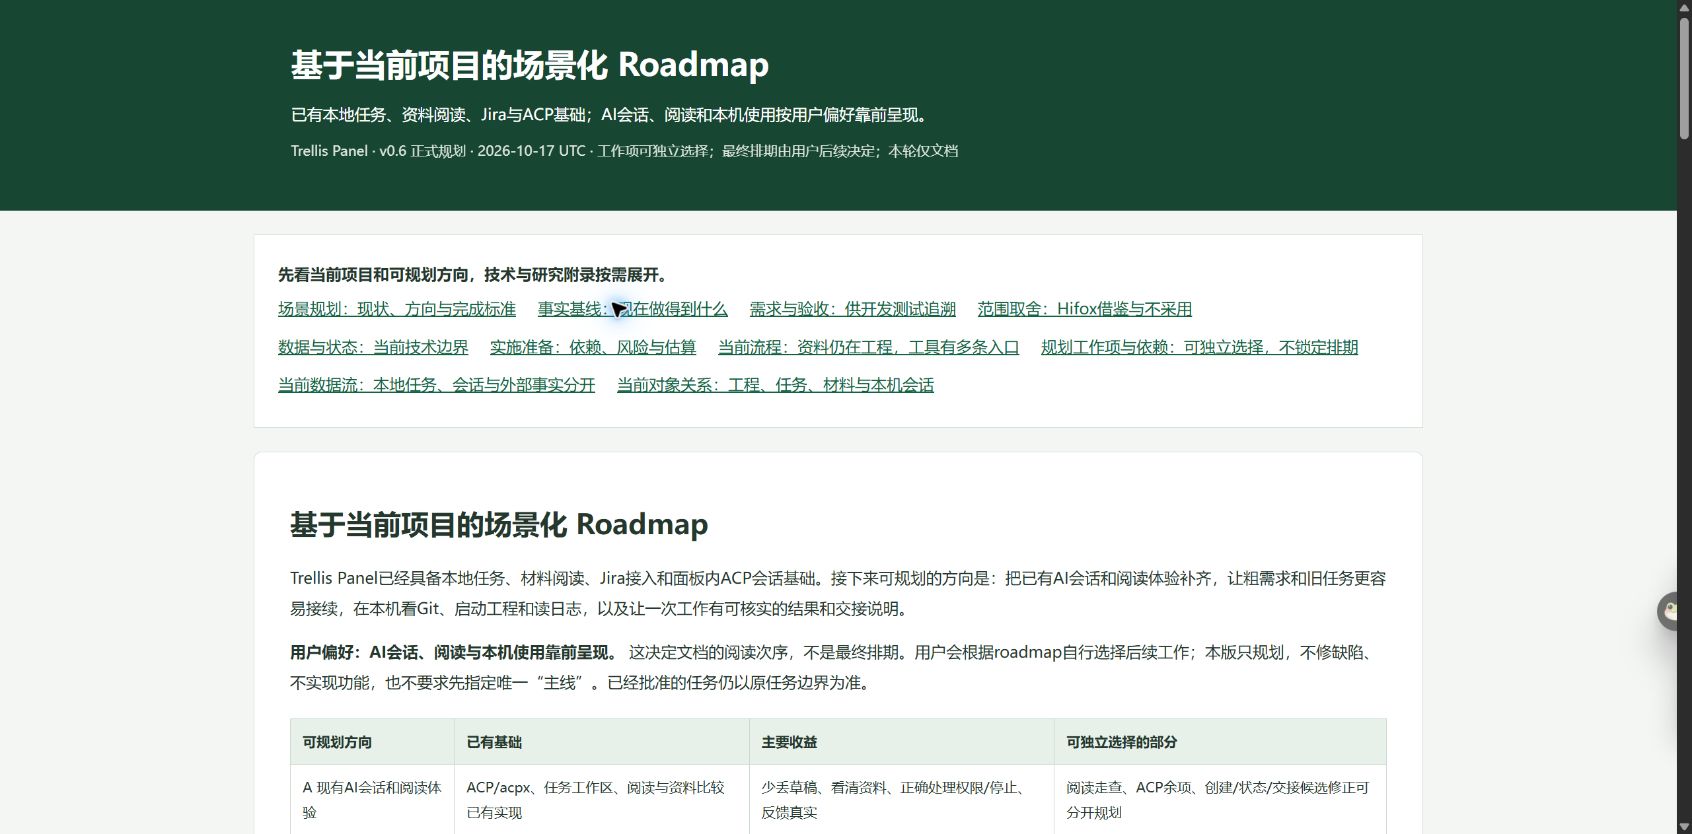 基于当前项目的场景化 Roadmap
已有本地任务、资料阅读、Jira与ACP基础；AI会话、阅读和本机使用按用户偏好靠前呈现。
Trellis Panel · v0.6 正式规划 · 2026-10-17 UTC · 工作项可独立选择；最终排期由用户后续决定；本轮仅文档
先看当前项目和可规划方向，技术与研究附录按需展开。
场景规划：现状、方向与完成标准 事实基线：现在做得到什么 需求与验收：供开发测试追溯 范围取舍：Hifox借鉴与不采用
数据与状态：当前技术边界 实施准备：依赖、风险与估算 当前流程：资料仍在工程，工具有多条入口 规划工作项与依赖：可独立选择，不锁定排期
当前数据流：本地任务、会话与外部事实分开 当前对象关系：工程、任务、材料与本机会话
基于当前项目的场景化 Roadmap
Trellis Panel已经具备本地任务、材料阅读、Jira接入和面板内ACP会话基础。接下来可规划的方向是：把已有AI会话和阅读体验补齐，让粗需求和旧任务更容
易接续，在本机看Git、启动工程和读日志，以及让一次工作有可核实的结果和交接说明。
用户偏好：AI会话、阅读与本机使用靠前呈现。 这决定文档的阅读次序，不是最终排期。用户会根据roadmap自行选择后续工作；本版只规划，不修缺陷、
不实现功能，也不要求先指定唯一“主线”。已经批准的任务仍以原任务边界为准。
可规划方向 已有基础 主要收益 可独立选择的部分
A 现有AI会话和阅读体 ACP/acpx、任务工作区、阅读与资料比较 少丢草稿、看清资料、正确处理权限/停止、 阅读走查、ACP余项、创建/状态/交接候选修正可
验 已有实现 反馈真实 分开规划